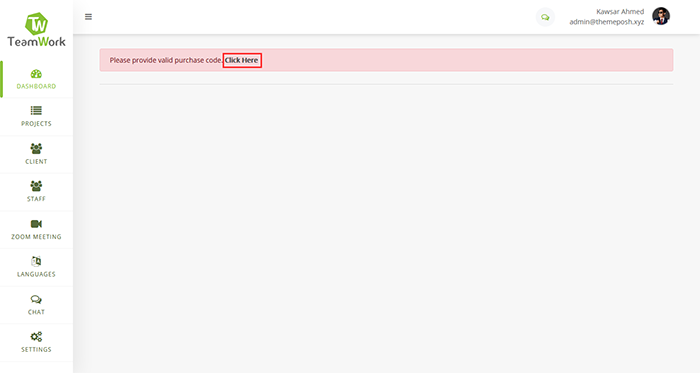 TW
TeamWork
Kawsar Ahmed
admin@themeposh.xyz
Please provide valid purchase code. Click Here
DASHBOARD
PROJECTS
CLIENT
STAFF
ZOOM MEETING
LANGUAGES
CHAT
SETTINGS